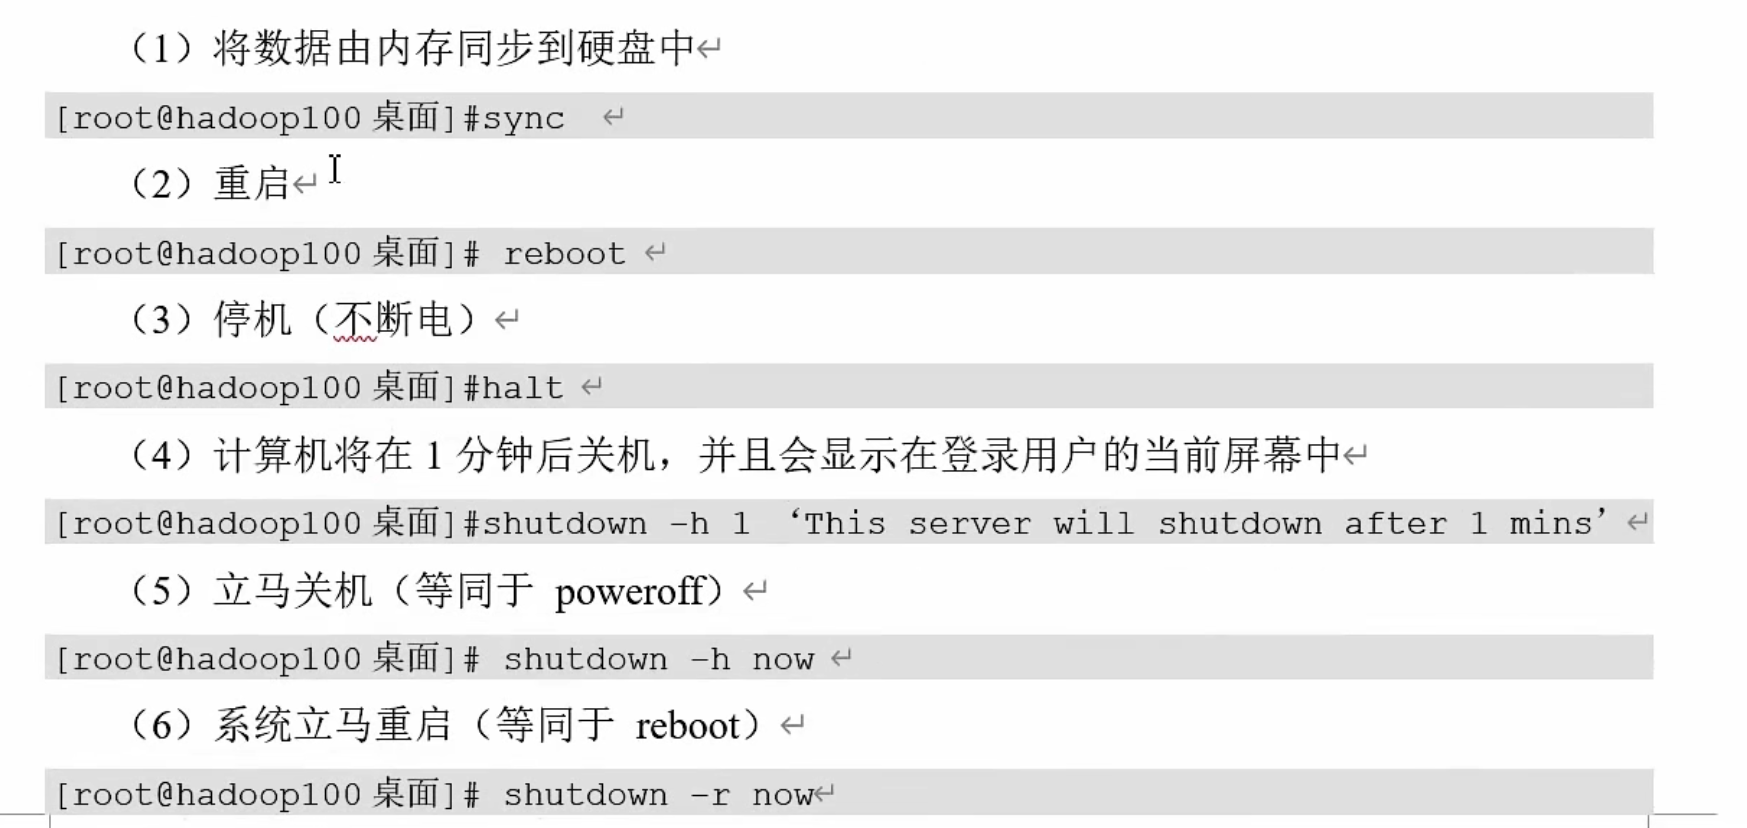 （1）将数据由内存同步到硬盘中↵
[root@hadoop100 桌面]#sync ↵
（2）重启↵
[root@hadoop100 桌面]# reboot ↵
（3）停机（不断电）↵
[root@hadoop100 桌面]#halt ↵
（4）计算机将在 1 分钟后关机，并且会显示在登录用户的当前屏幕中↵
[root@hadoop100 桌面]#shutdown –h 1 ‘This server will shutdown after 1 mins’ ↵
（5）立马关机（等同于 poweroff）↵
[root@hadoop100 桌面]# shutdown –h now ↵
（6）系统立马重启（等同于 reboot）↵
[root@hadoop100 桌面]# shutdown –r now↵